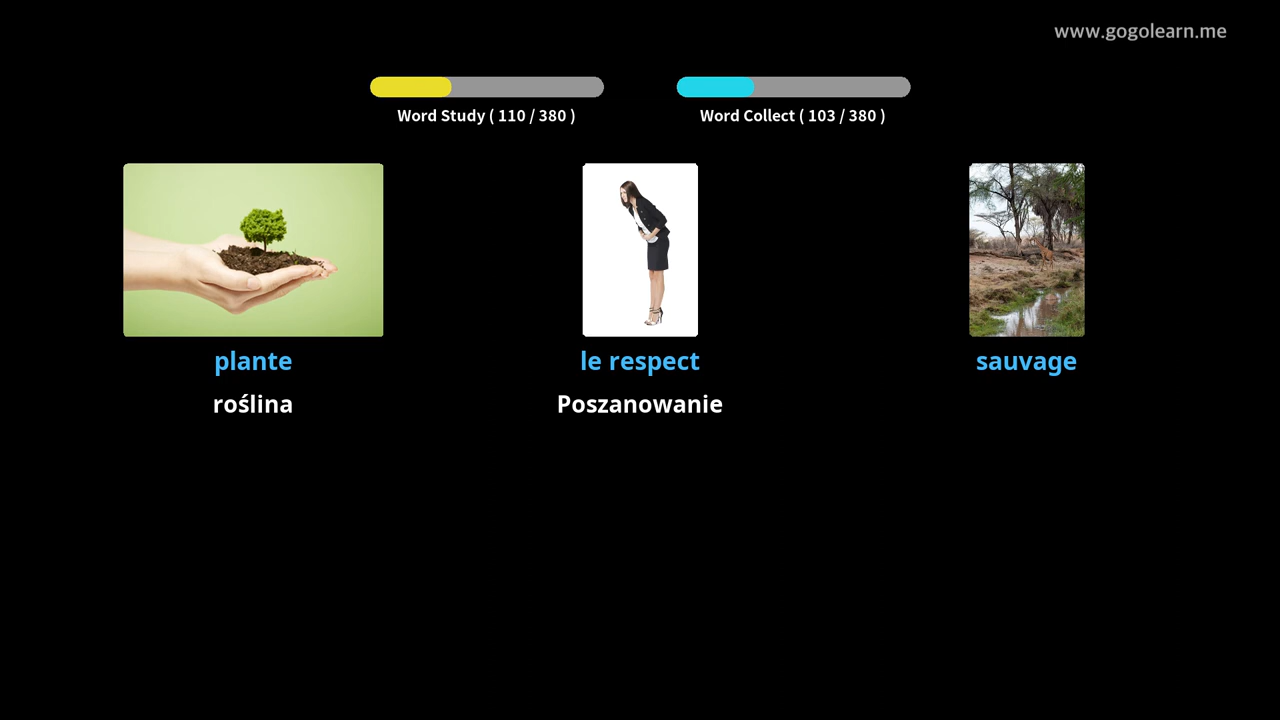 www.gogolearn.me
Word Study ( 110 / 380 )
Word Collect ( 103 / 380 )
plante
le respect
sauvage
roślina
Poszanowanie